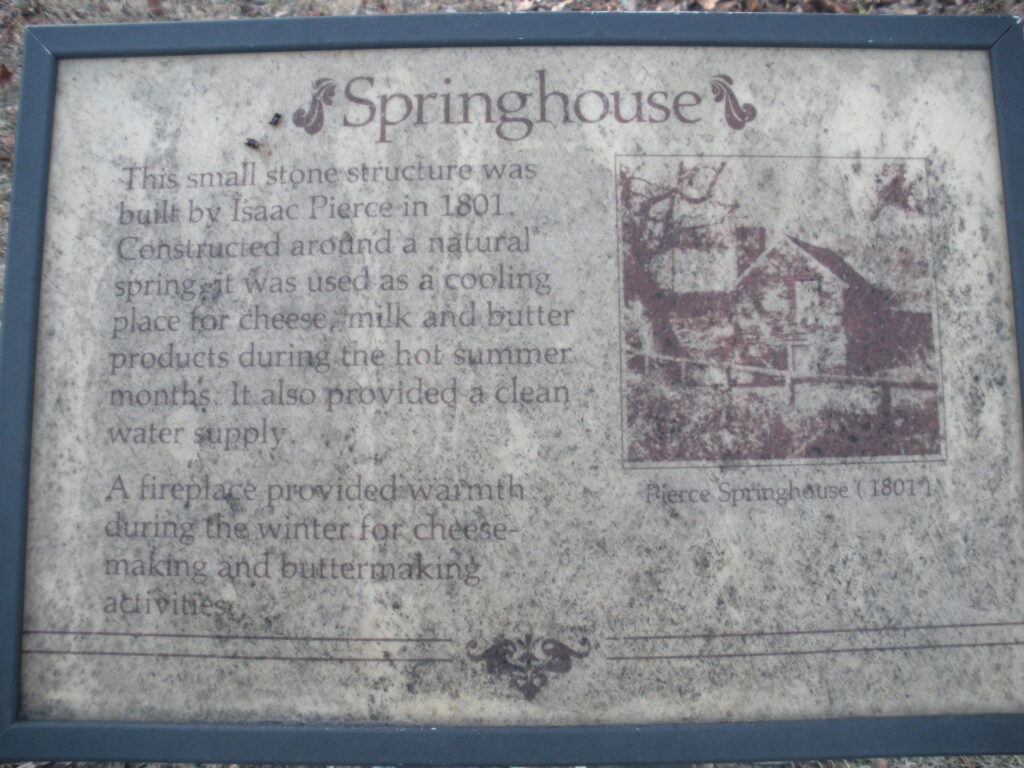 Springhouse
This small stone structure was
built by Isaac Pierce in 1801.
Constructed around a natural
spring, it was used as a cooling
place for cheese, milk and butter
products during the hot summer
months. It also provided a clean
water supply.
A fireplace provided warmth
during the winter for cheese-
making and buttermaking
activities.
Pierce Springhouse (1801)